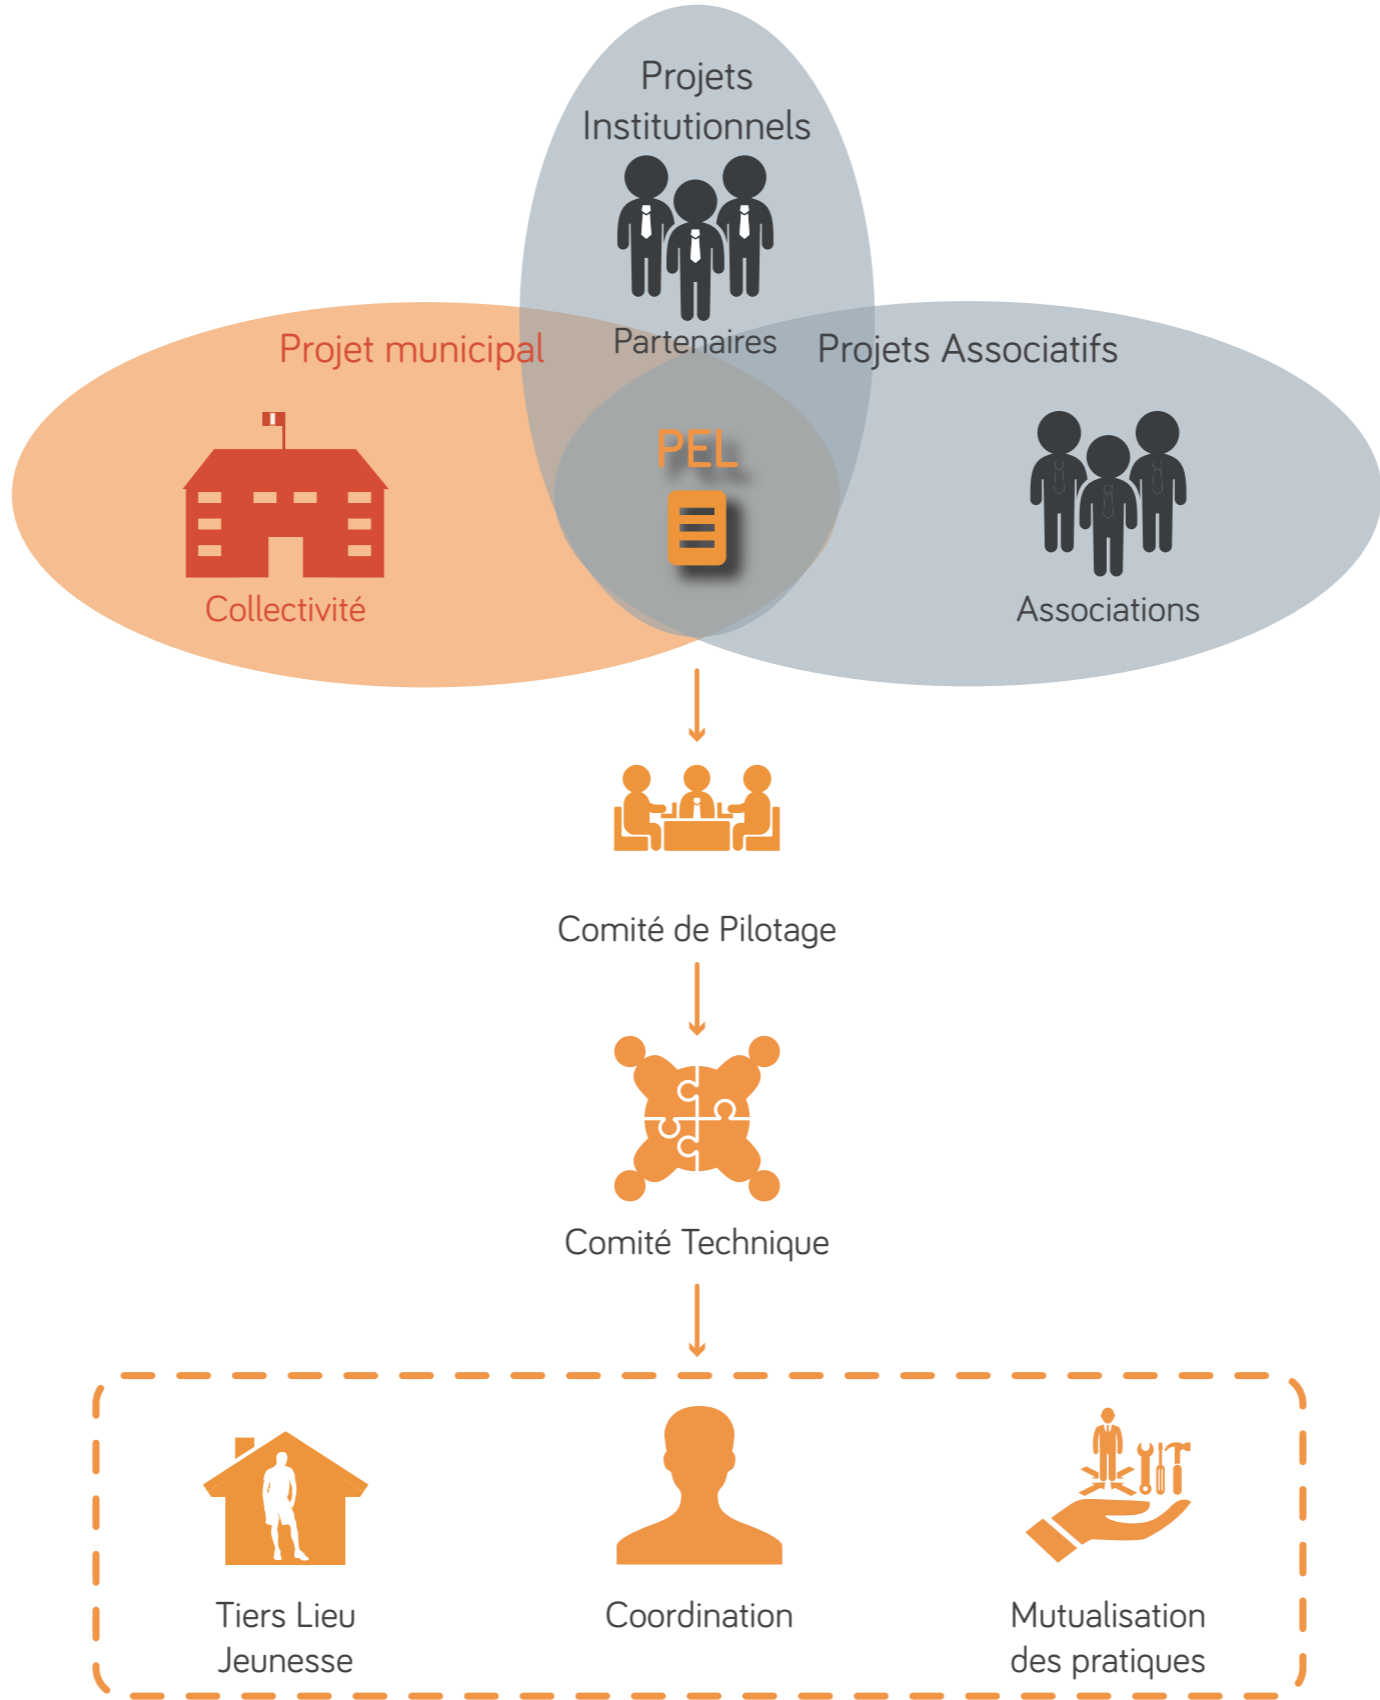 Projets
Institutionnels
Partenaires
Projet municipal
Projets Associatifs
PEL
Collectivité
Associations
Comité de Pilotage
Comité Technique
Tiers Lieu
Jeunesse
Coordination
Mutualisation
des pratiques